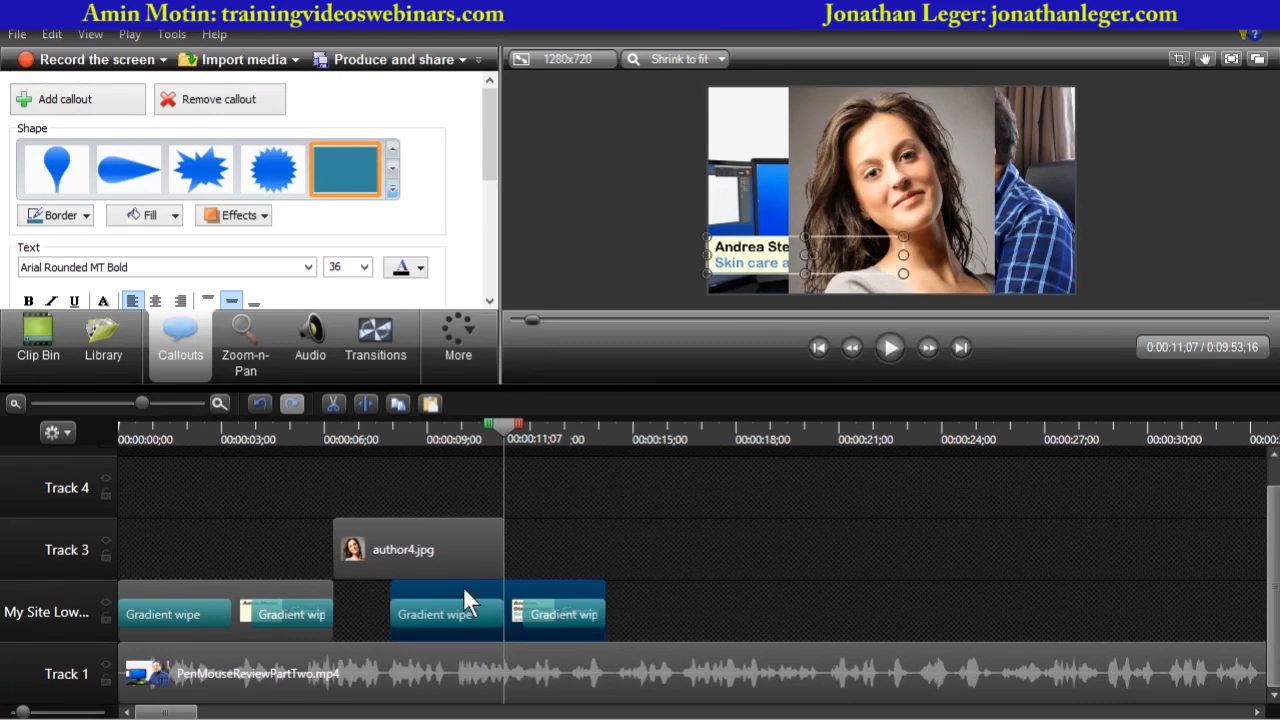 Amin Motin: trainingvideoswebinars.com
Jonathan Leger: jonathanleger.com
File Edit View Play Tools Help
Record the screen Import media Produce and share
1280x720 Shrink to fit
Add callout Remove callout
Shape
Border Fill Effects
Text
Arial Rounded MT Bold 36
B I U A
A
Andrea Ste
Skin care a
Clip Bin Library Callouts Zoom-n-Pan Audio Transitions More
0:00:11;07 / 0:09:53;16
00:00:00;00 00:00:03;00 00:00:06;00 00:00:09;00 00:00:11;07 ;00 00:00:15;00 00:00:18;00 00:00:21;00 00:00:24;00 00:00:27;00 00:00:30;00
Track 4
Track 3 author4.jpg
My Site Low... Gradient wipe Gradient wip Gradient wipe Gradient wip
Track 1 PenMouseReviewPartTwo.mp4